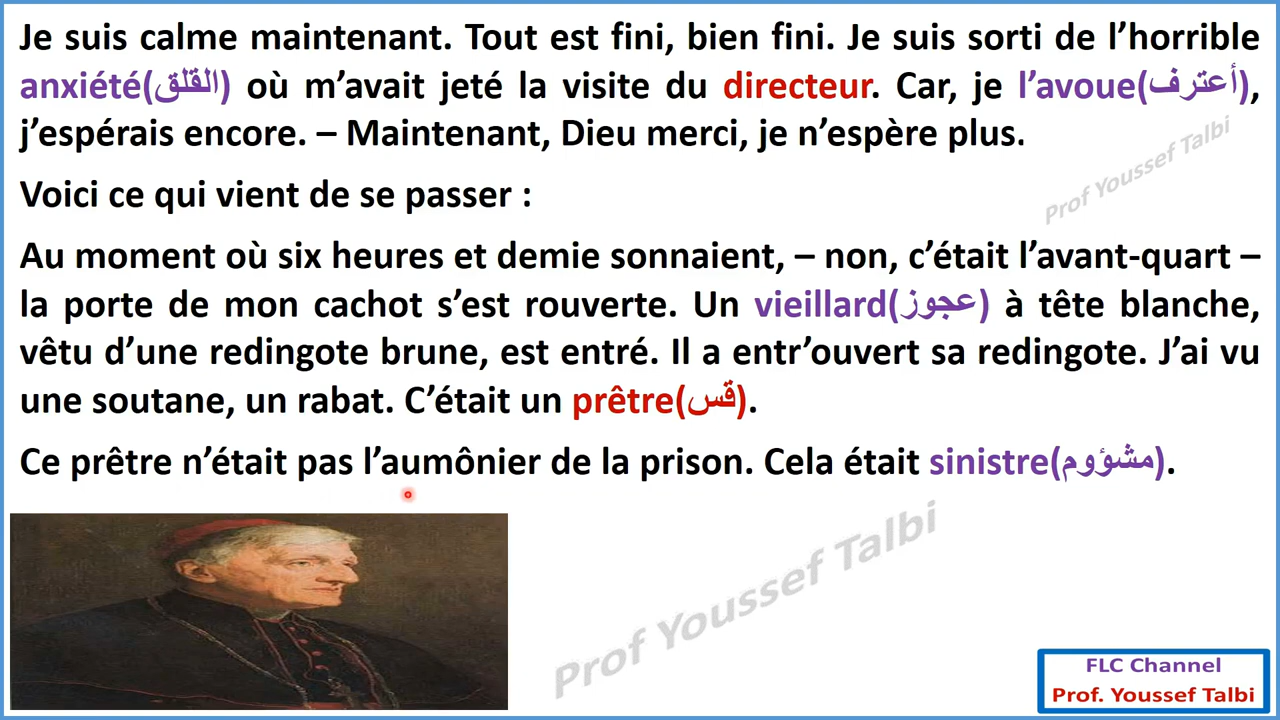 Je suis calme maintenant. Tout est fini, bien fini. Je suis sorti de l’horrible
anxiété(القلق) où m’avait jeté la visite du directeur. Car, je l’avoue(أعترف),
j’espérais encore. – Maintenant, Dieu merci, je n’espère plus.
Prof Youssef Talbi
Voici ce qui vient de se passer :
Au moment où six heures et demie sonnaient, – non, c’était l’avant-quart –
la porte de mon cachot s’est rouverte. Un vieillard(عجوز) à tête blanche,
vêtu d’une redingote brune, est entré. Il a entr’ouvert sa redingote. J’ai vu
une soutane, un rabat. C’était un prêtre(قس).
Ce prêtre n’était pas l’aumônier de la prison. Cela était sinistre(مشؤوم).
Prof Youssef Talbi
FLC Channel
Prof. Youssef Talbi